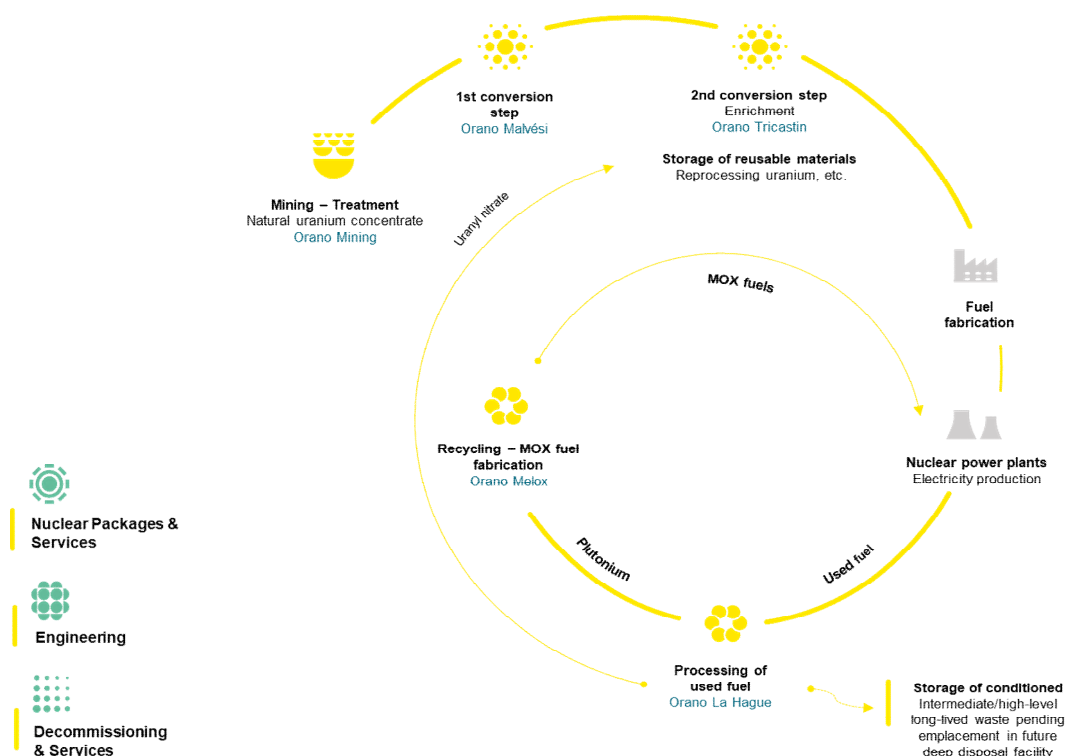 1st conversion
step
Orano Malvési
2nd conversion step
Enrichment
Orano Tricastin
Storage of reusable materials
Reprocessing uranium, etc.
Mining – Treatment
Natural uranium concentrate
Orano Mining
Uranyl nitrate
MOX fuels
Fuel
fabrication
Recycling – MOX fuel
fabrication
Orano Melox
Nuclear power plants
Electricity production
Nuclear Packages &
Services
Plutonium
Used fuel
Engineering
Processing of
used fuel
Orano La Hague
Storage of conditioned
Intermediate/high-level
long-lived waste pending
emplacement in future
deep disposal facility
Decommissioning
& Services